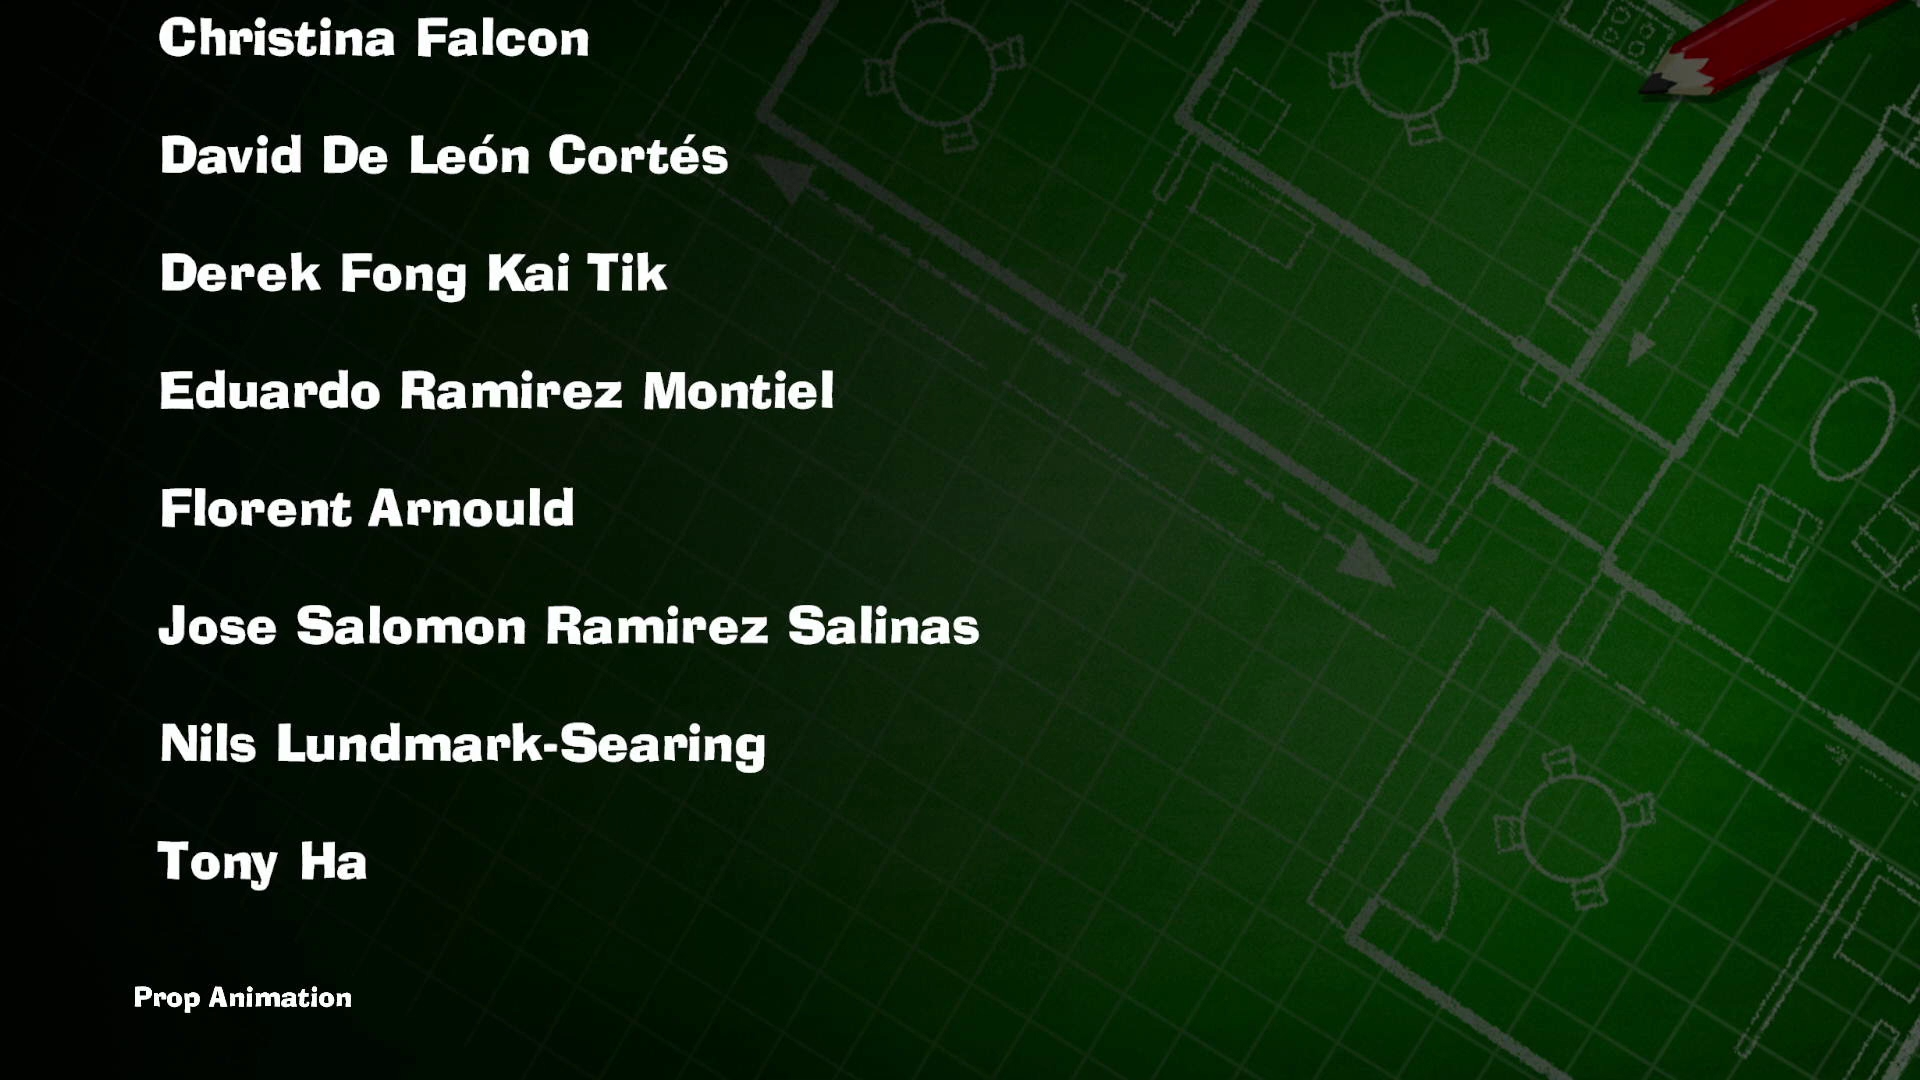 Christina Falcon
David De León Cortés
Derek Fong Kai Tik
Eduardo Ramirez Montiel
Florent Arnould
Jose Salomon Ramirez Salinas
Nils Lundmark-Searing
Tony Ha
Prop Animation